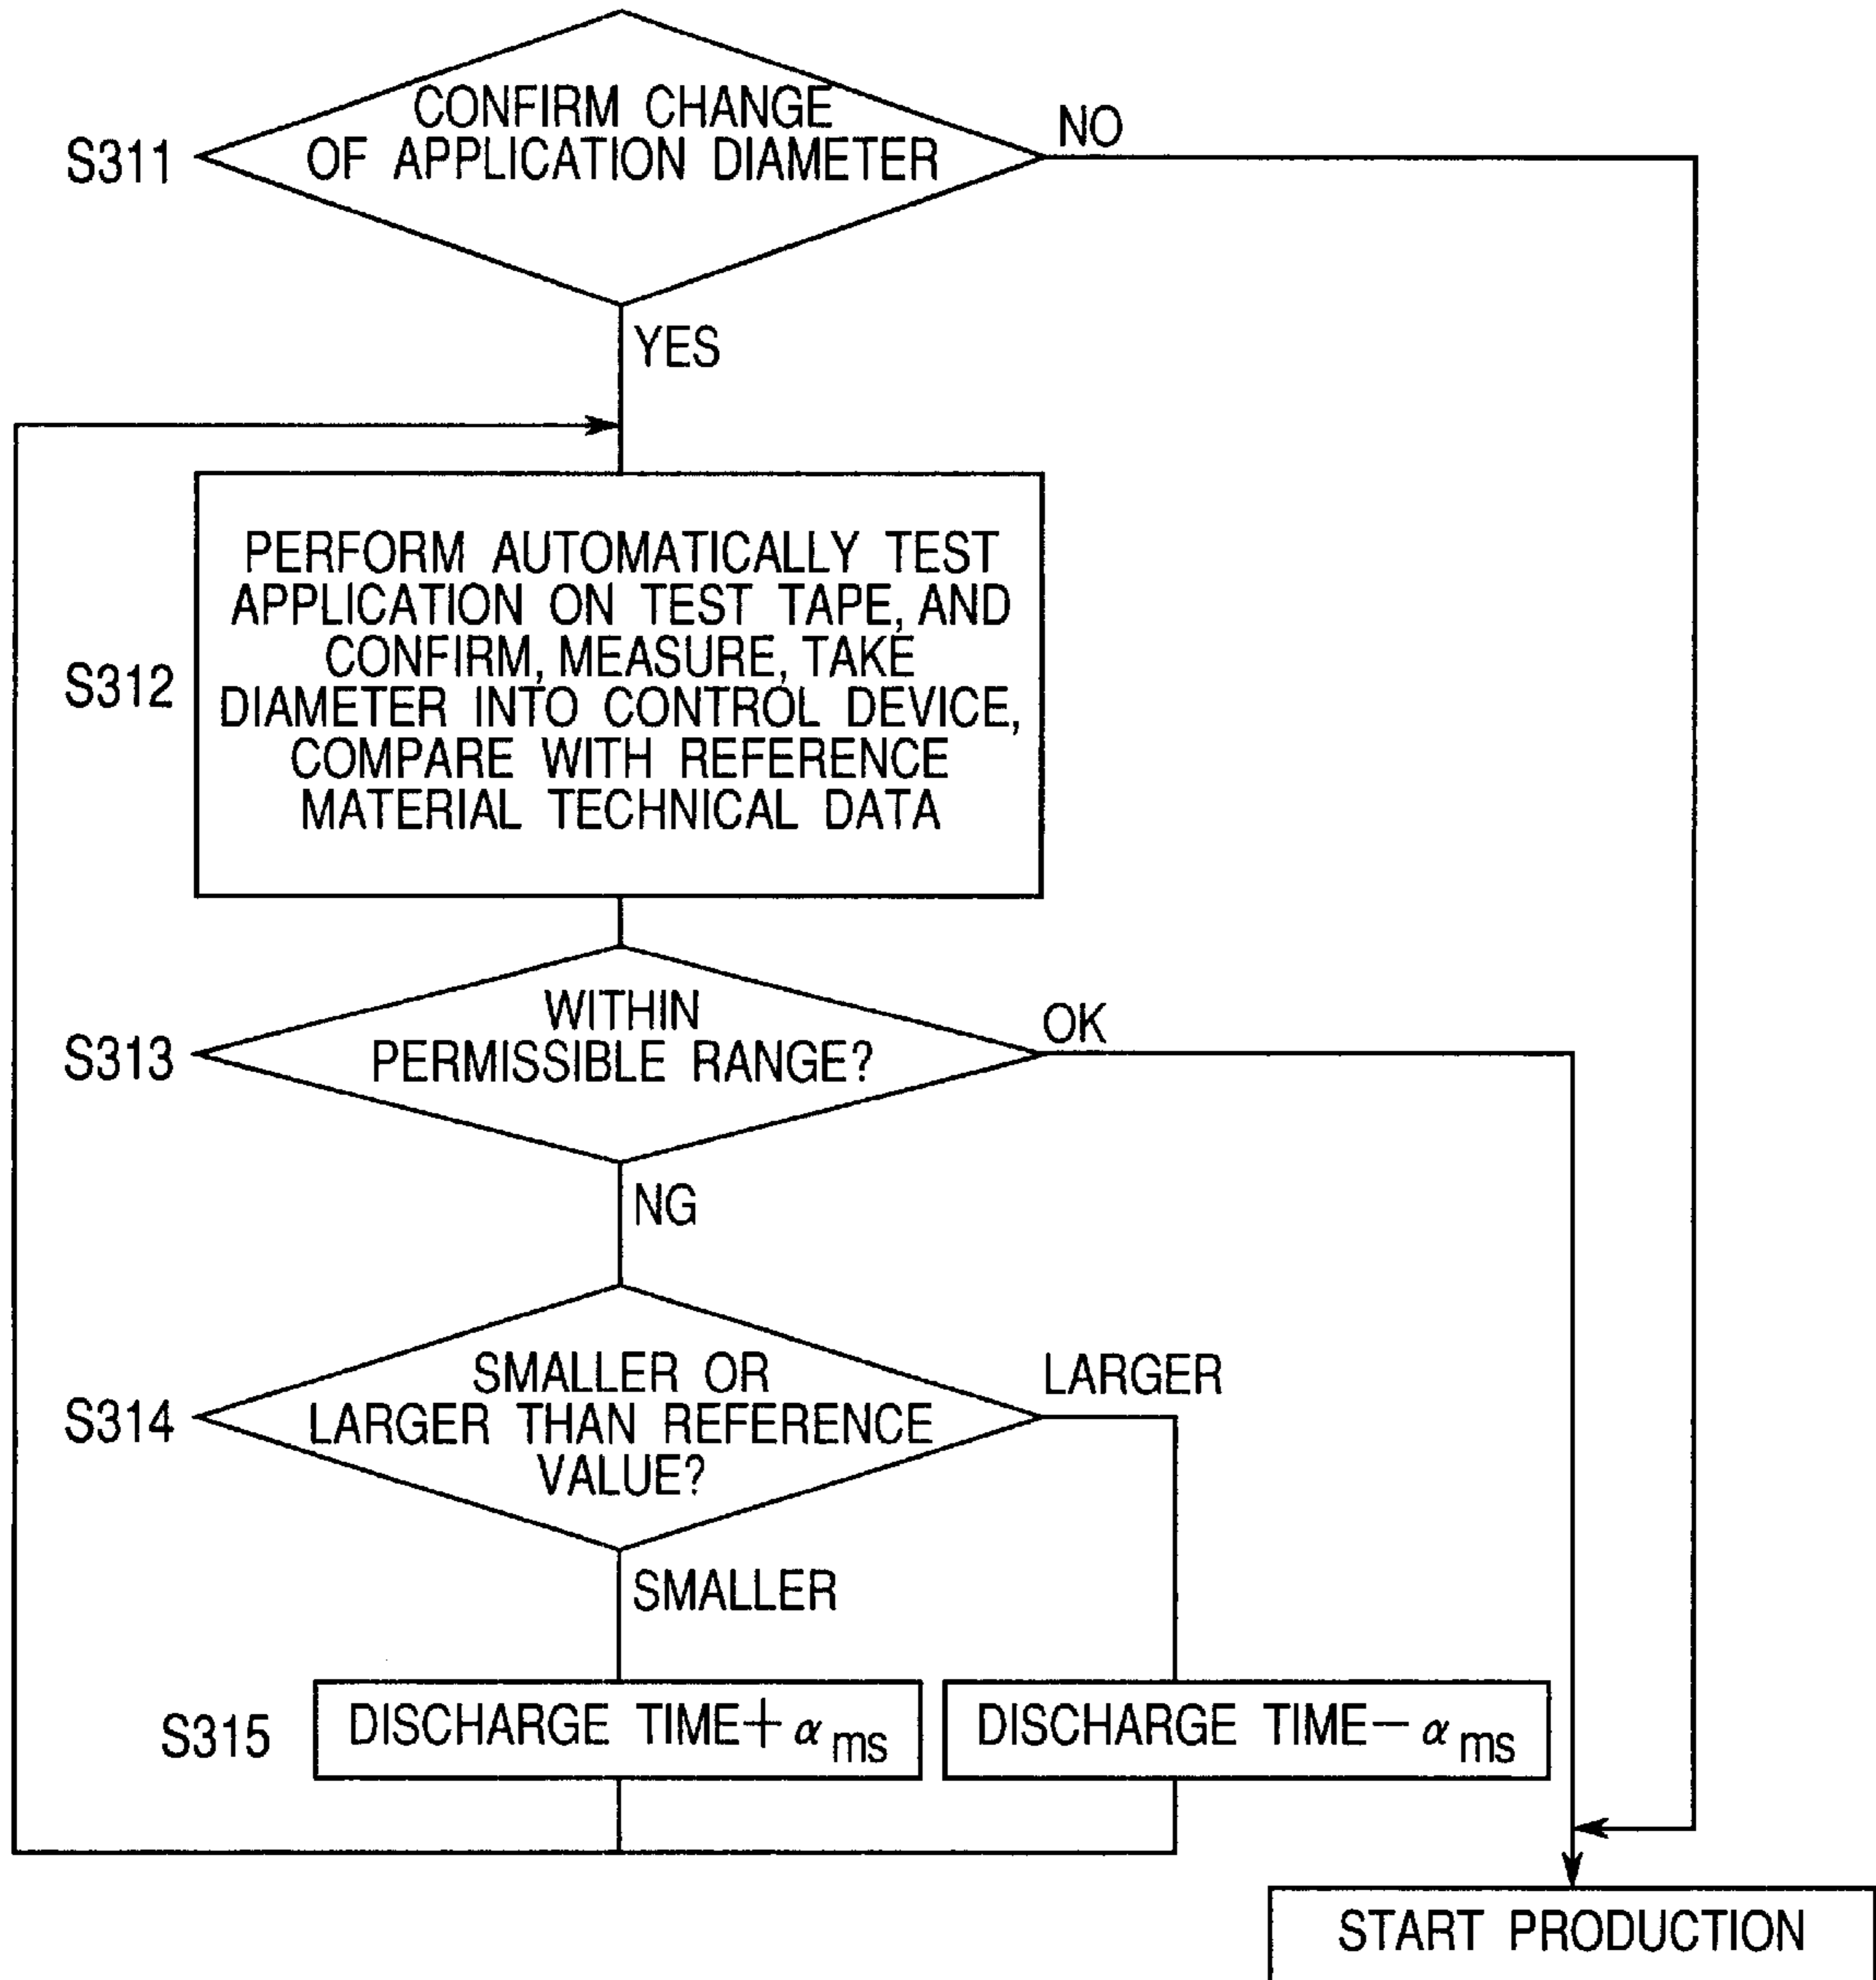 CONFIRM CHANGE
OF APPLICATION DIAMETER
NO
S311
YES
PERFORM AUTOMATICALLY TEST
APPLICATION ON TEST TAPE, AND
CONFIRM, MEASURE, TAKE
DIAMETER INTO CONTROL DEVICE,
COMPARE WITH REFERENCE
MATERIAL TECHNICAL DATA
S312
WITHIN
PERMISSIBLE RANGE?
OK
S313
NG
SMALLER OR
LARGER THAN REFERENCE
VALUE?
LARGER
S314
SMALLER
S315
DISCHARGE TIME+ α ms
DISCHARGE TIME− α ms
START PRODUCTION